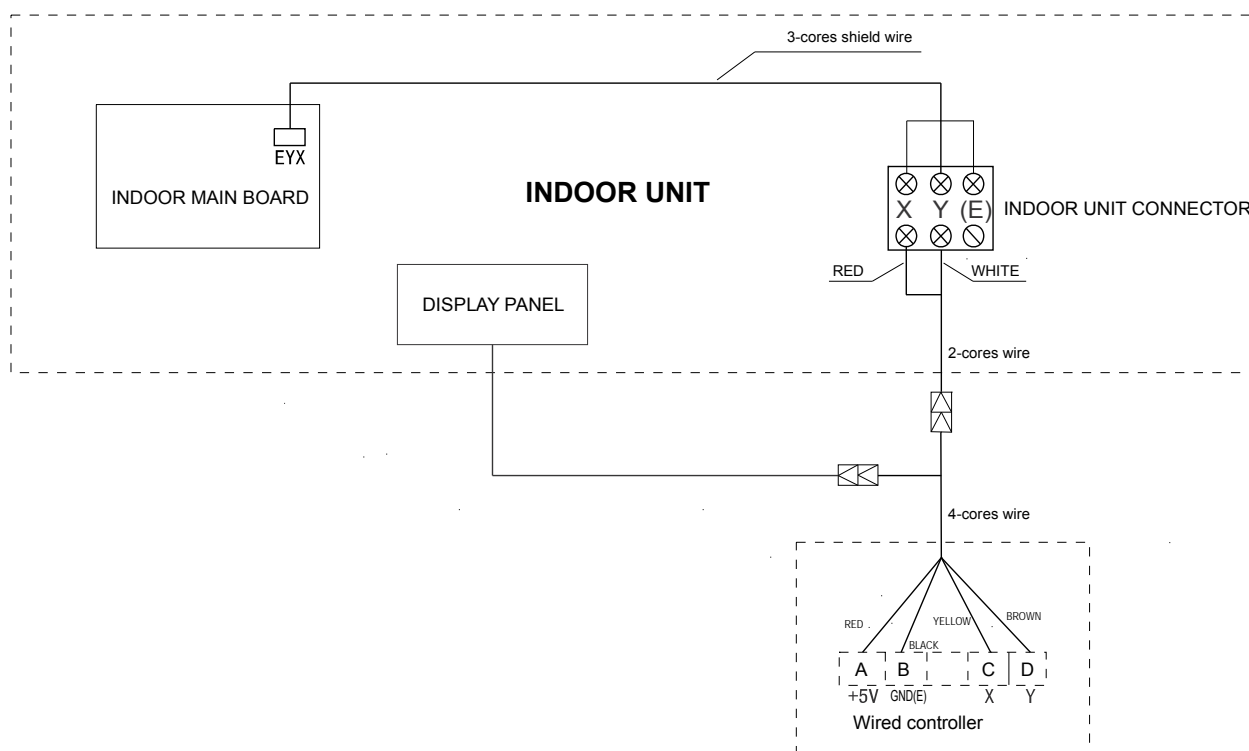 3-cores shield wire
EYX
INDOOR MAIN BOARD
INDOOR UNIT
X Y (E)
INDOOR UNIT CONNECTOR
RED
WHITE
DISPLAY PANEL
2-cores wire
4-cores wire
RED
BLACK
YELLOW
BROWN
A B C D
+5V GND(E) X Y
Wired controller